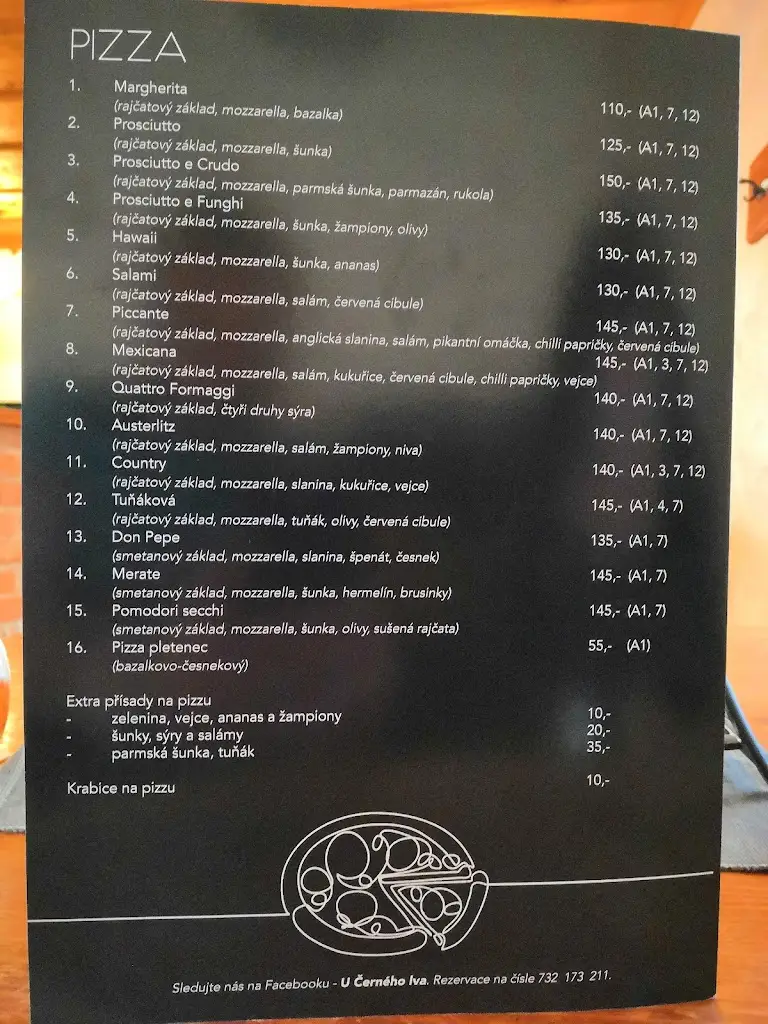 PIZZA
1. Margherita
(rajčatový základ, mozzarella, bazalka) 110,- (A1, 7, 12)
2. Prosciutto
(rajčatový základ, mozzarella, šunka) 125,- (A1, 7, 12)
3. Prosciutto e Crudo
(rajčatový základ, mozzarella, parmská šunka, parmazán, rukola) 150,- (A1, 7, 12)
4. Prosciutto e Funghi
(rajčatový základ, mozzarella, šunka, žampiony, olivy) 135,- (A1, 7, 12)
5. Hawaii
(rajčatový základ, mozzarella, šunka, ananas) 130,- (A1, 7, 12)
6. Salami
(rajčatový základ, mozzarella, salám, červená cibule) 130,- (A1, 7, 12)
7. Piccante 145,- (A1, 7, 12)
(rajčatový základ, mozzarella, anglická slanina, salám, pikantní omáčka, chilli papričky, červená cibule)
8. Mexicana 145,- (A1, 3, 7, 12)
(rajčatový základ, mozzarella, salám, kukuřice, červená cibule, chilli papričky, vejce)
9. Quattro Formaggi 140,- (A1, 7, 12)
(rajčatový základ, čtyři druhy sýra)
10. Austerlitz 140,- (A1, 7, 12)
(rajčatový základ, mozzarella, salám, žampiony, niva)
11. Country 140,- (A1, 3, 7, 12)
(rajčatový základ, mozzarella, slanina, kukuřice, vejce)
12. Tuňáková 145,- (A1, 4, 7)
(rajčatový základ, mozzarella, tuňák, olivy, červená cibule)
13. Don Pepe 135,- (A1, 7)
(smetanový základ, mozzarella, slanina, špenát, česnek)
14. Merate 145,- (A1, 7)
(smetanový základ, mozzarella, šunka, hermelín, brusinky)
15. Pomodori secchi 145,- (A1, 7)
(smetanový základ, mozzarella, šunka, olivy, sušená rajčata)
16. Pizza pletenec 55,- (A1)
(bazalkovo-česnekový)
Extra přísady na pizzu
- zelenina, vejce, ananas a žampiony 10,-
- šunky, sýry a salámy 20,-
- parmská šunka, tuňák 35,-
Krabice na pizzu 10,-
Sledujte nás na Facebooku - U Černého Iva. Rezervace na čísle 732 173 211.